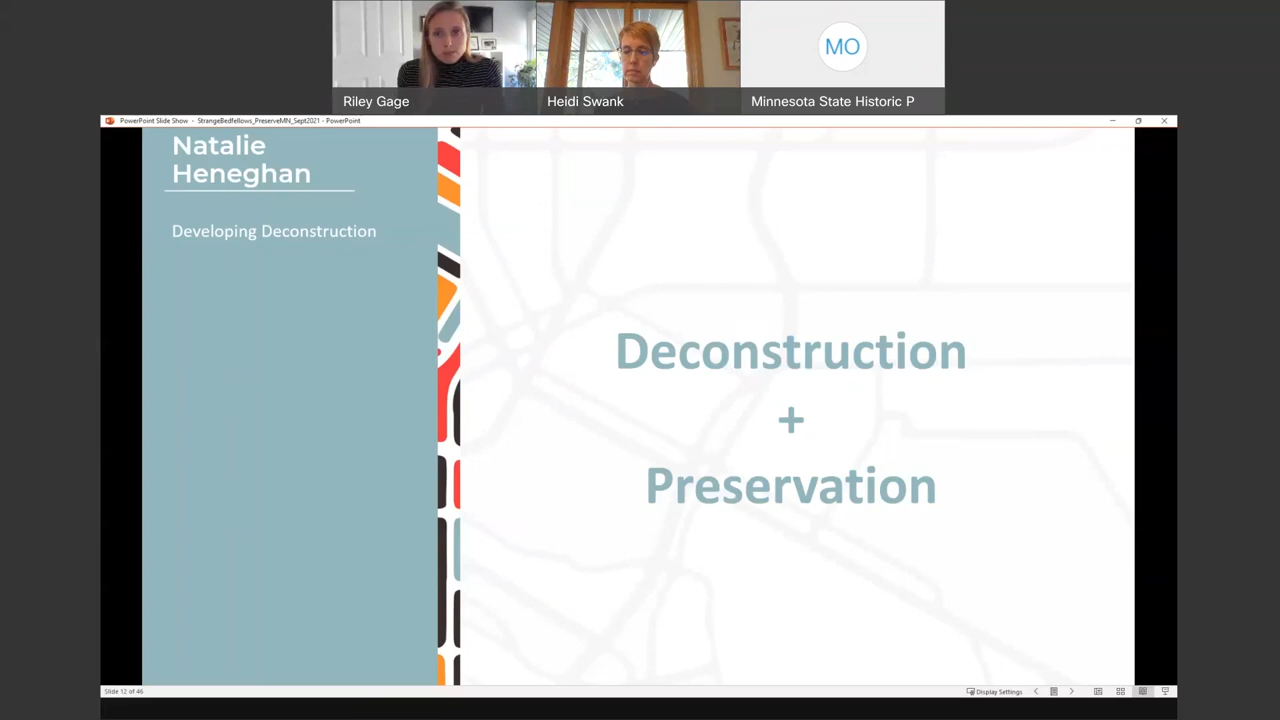 MO
Riley Gage
Heidi Swank
Minnesota State Historic P
PowerPoint Slide Show - StrangeBedfellows_PreserveMN_Sept2021 - PowerPoint
Natalie
Heneghan
Developing Deconstruction
Deconstruction
+
Preservation
Slide 12 of 46
Display Settings